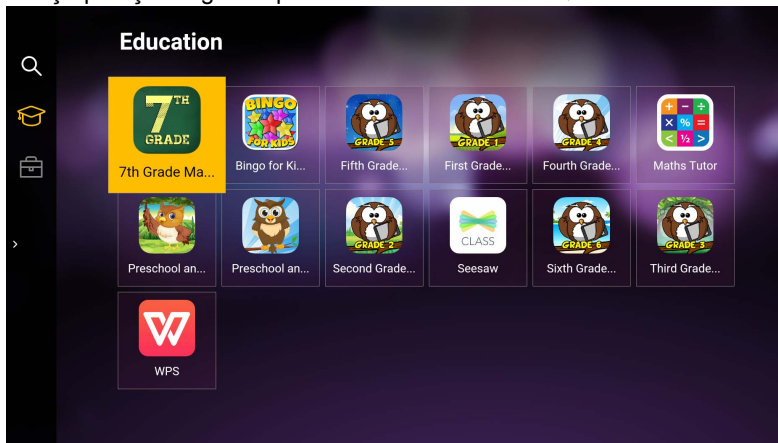 Education
7TH
GRADE
BINGO
FOR KIDS
GRADE 5
GRADE 1
GRADE 4
+ - ÷
× % =
< ½ >
7th Grade Ma...
Bingo for Ki...
Fifth Grade...
First Grade...
Fourth Grade...
Maths Tutor
GRADE 2
CLASS
GRADE 6
GRADE 3
Preschool an...
Preschool an...
Second Grade...
Seesaw
Sixth Grade...
Third Grade...
W
WPS